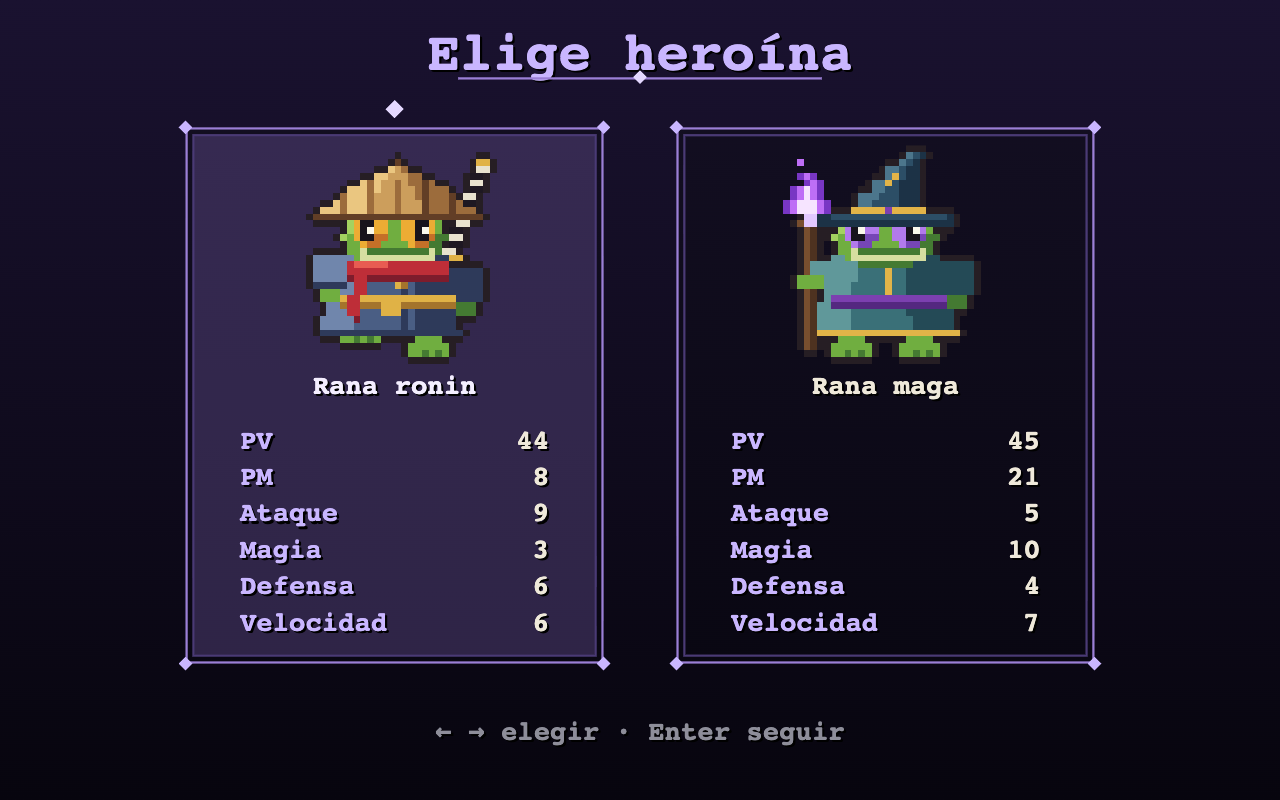 Elige heroína
Rana ronin
PV 44
PM 8
Ataque 9
Magia 3
Defensa 6
Velocidad 6
Rana maga
PV 45
PM 21
Ataque 5
Magia 10
Defensa 4
Velocidad 7
← → elegir · Enter seguir